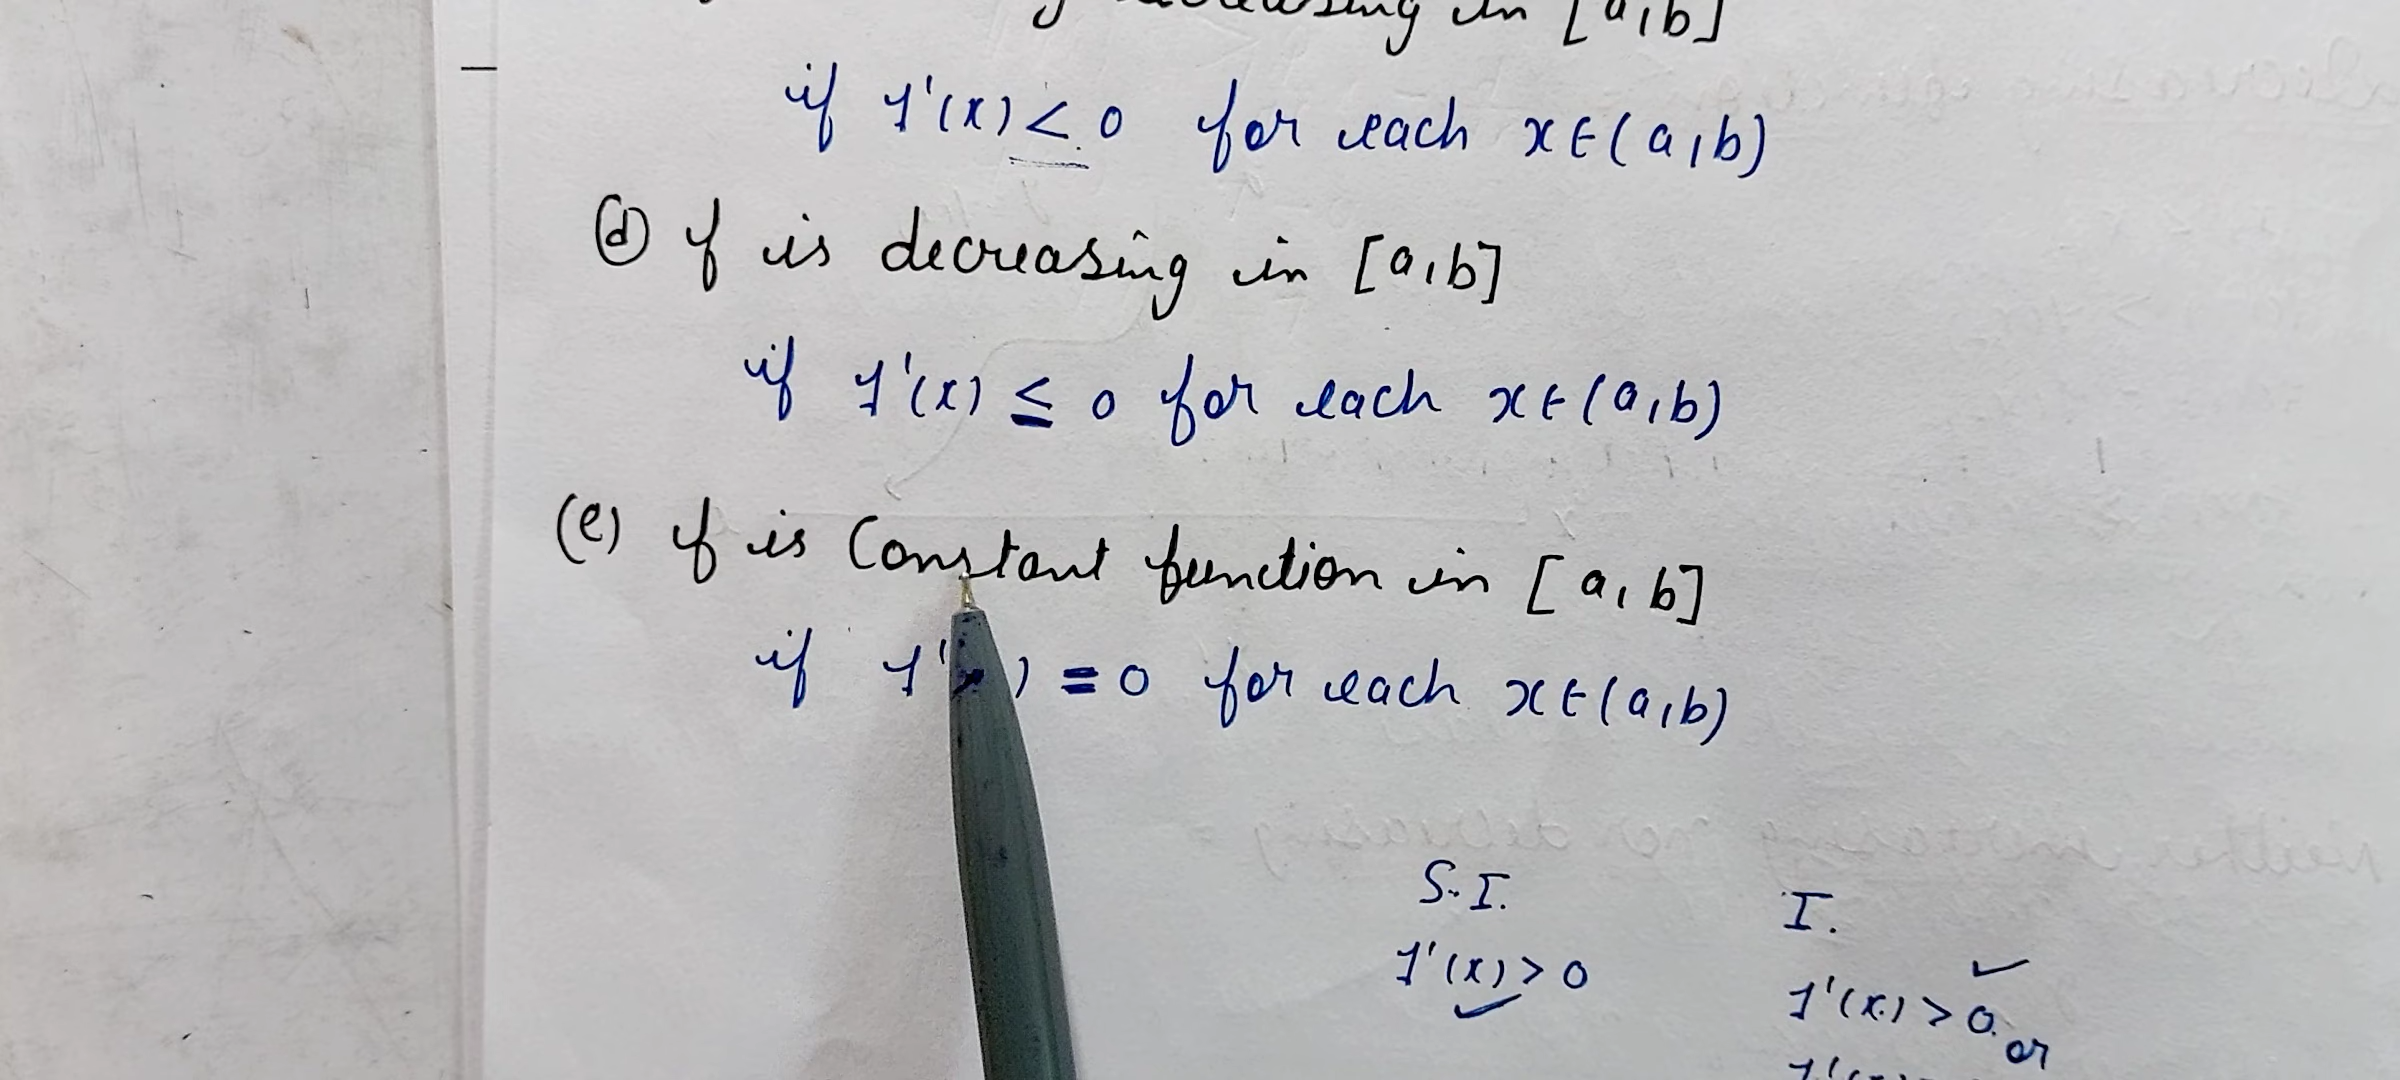 in [a,b]
if f'(x) < 0 for each x∈(a,b)
(d) f is decreasing in [a,b]
if f'(x) ≤ 0 for each x∈(a,b)
(e) f is Constant function in [a,b]
if f'(x) = 0 for each x∈(a,b)
S.I. I.
f'(x) > 0 f'(x) > 0 or